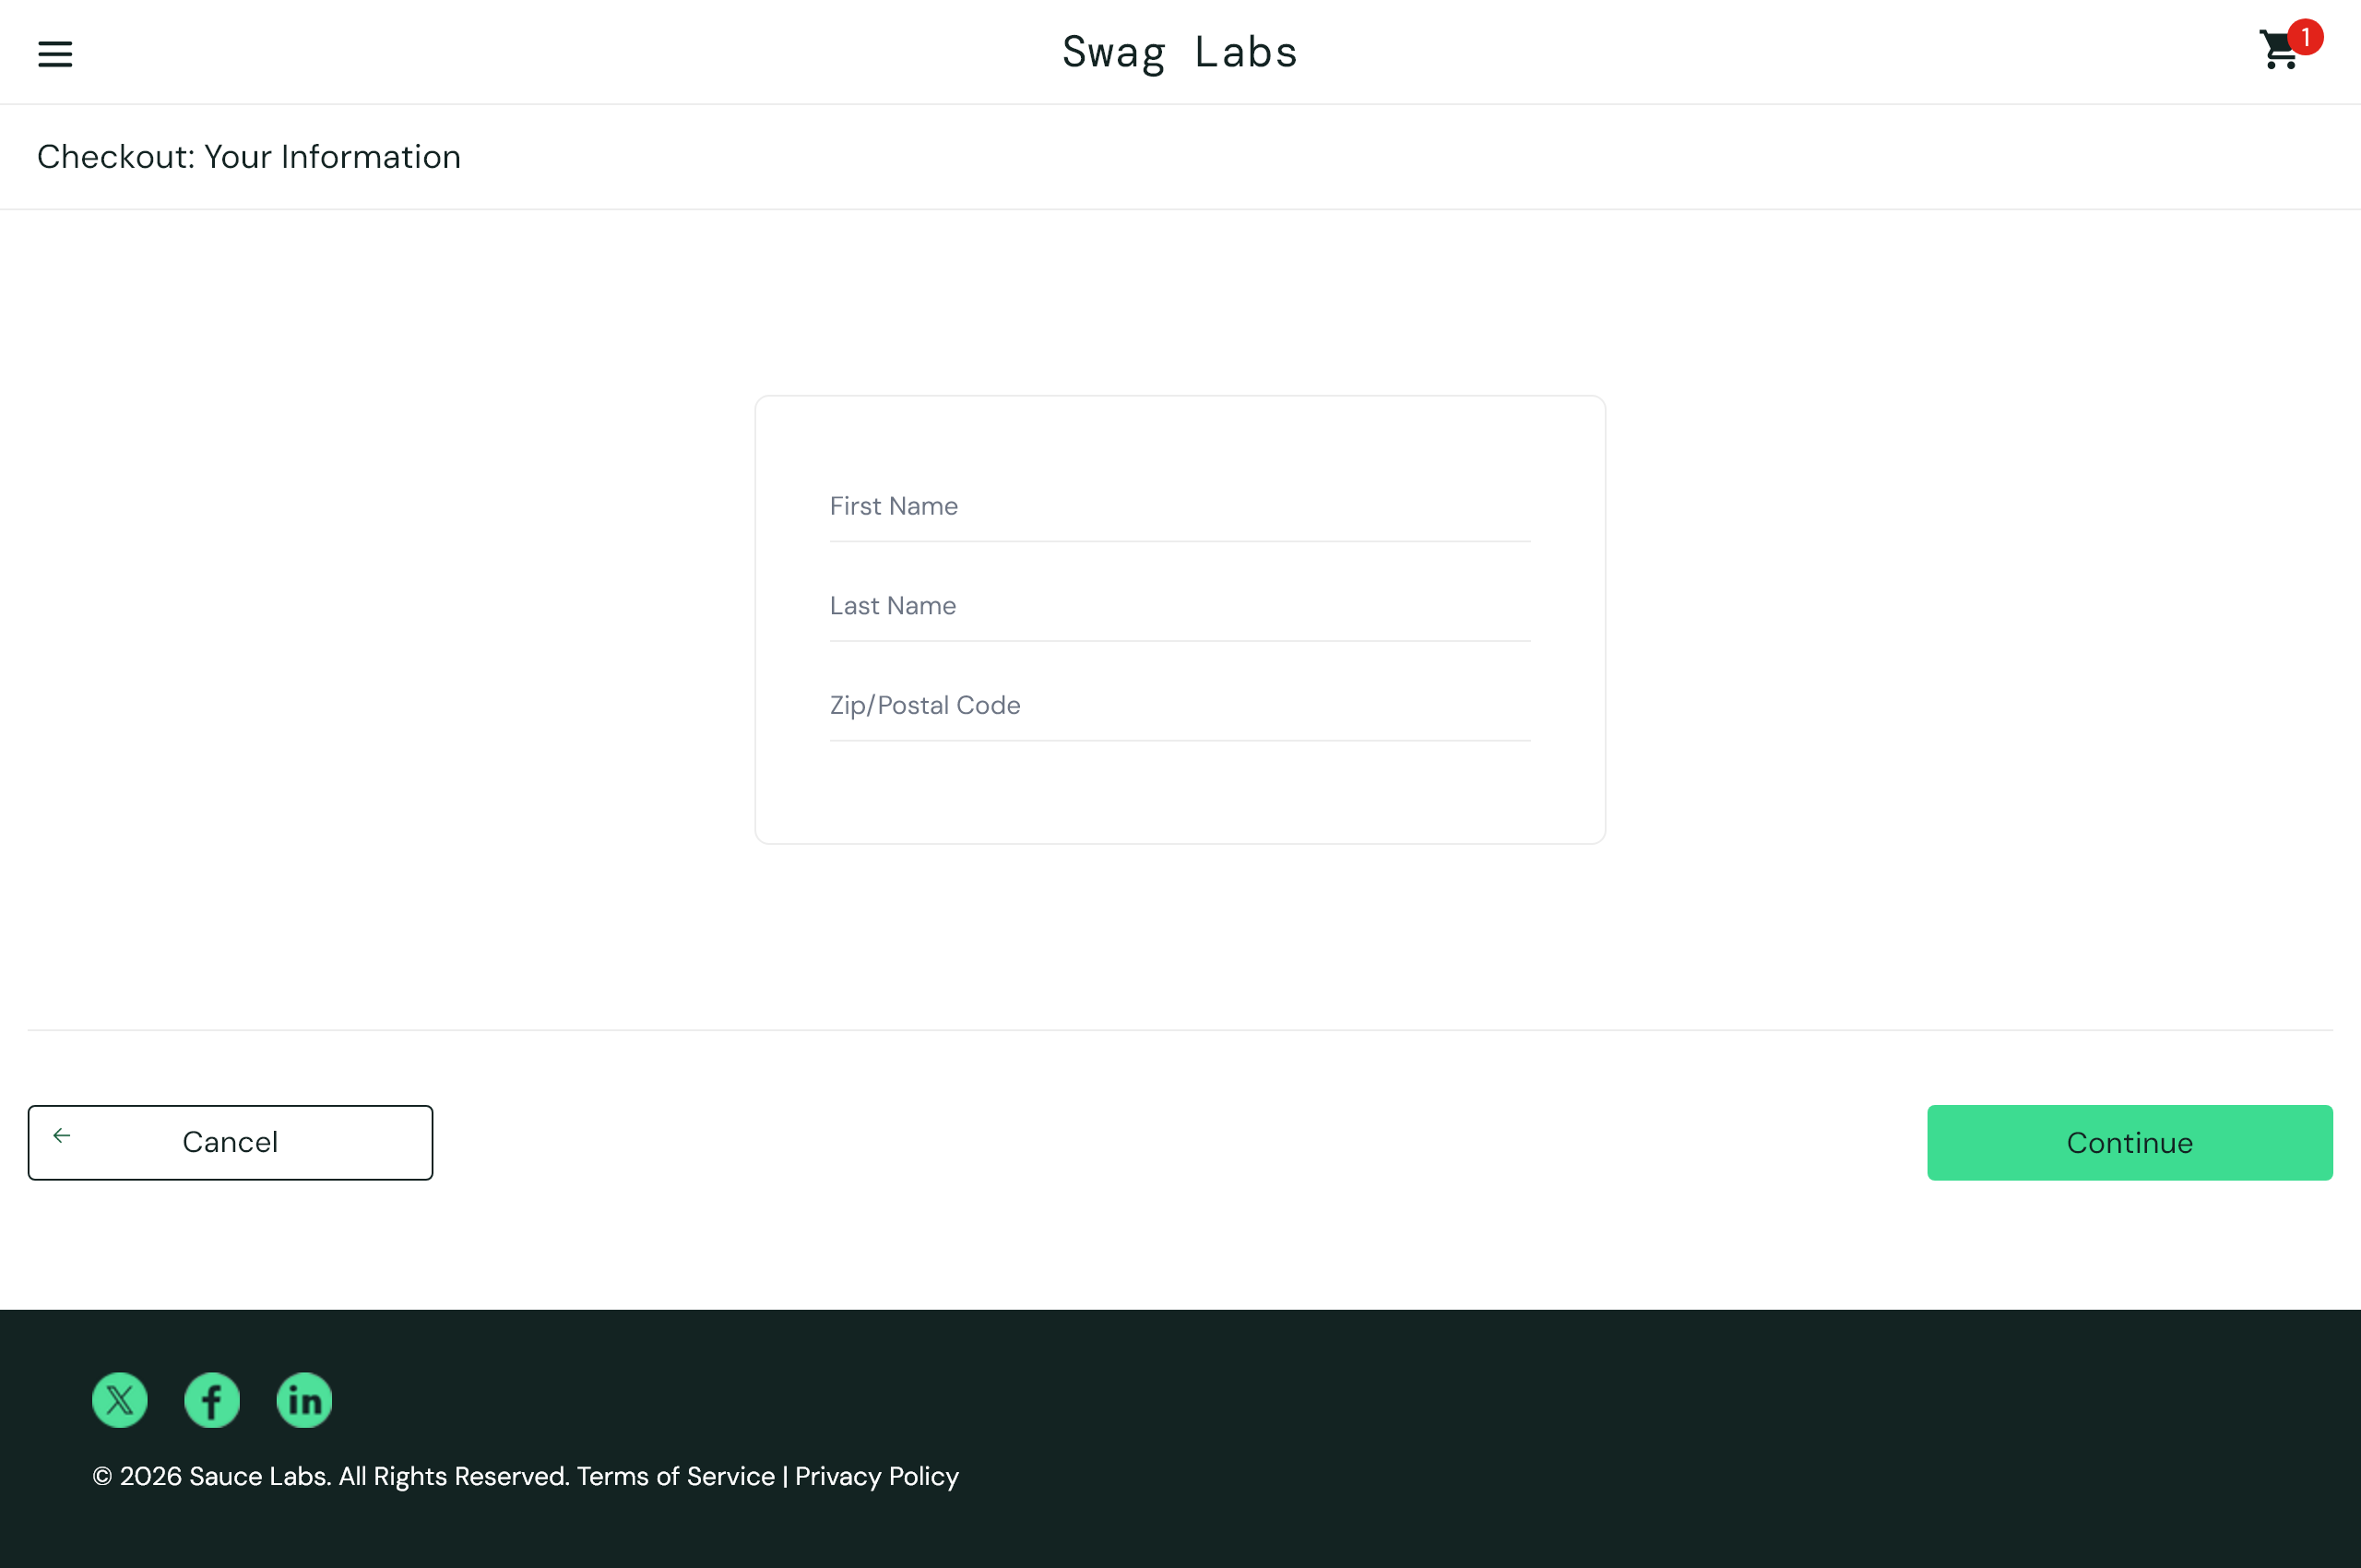 Swag Labs
1
Checkout: Your Information
First Name
Last Name
Zip/Postal Code
Cancel
Continue
© 2026 Sauce Labs. All Rights Reserved. Terms of Service | Privacy Policy